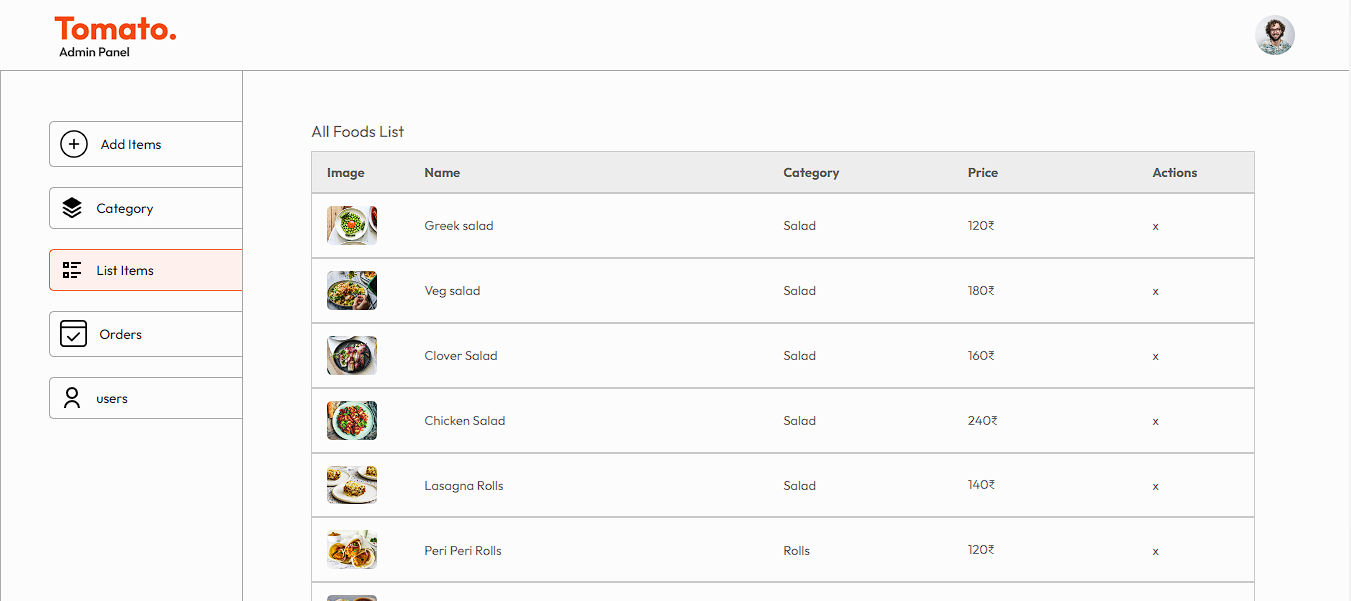 Tomato.
Admin Panel
Add Items
Category
List Items
Orders
users
All Foods List
Image Name Category Price Actions
Greek salad Salad 120₹ x
Veg salad Salad 180₹ x
Clover Salad Salad 160₹ x
Chicken Salad Salad 240₹ x
Lasagna Rolls Salad 140₹ x
Peri Peri Rolls Rolls 120₹ x